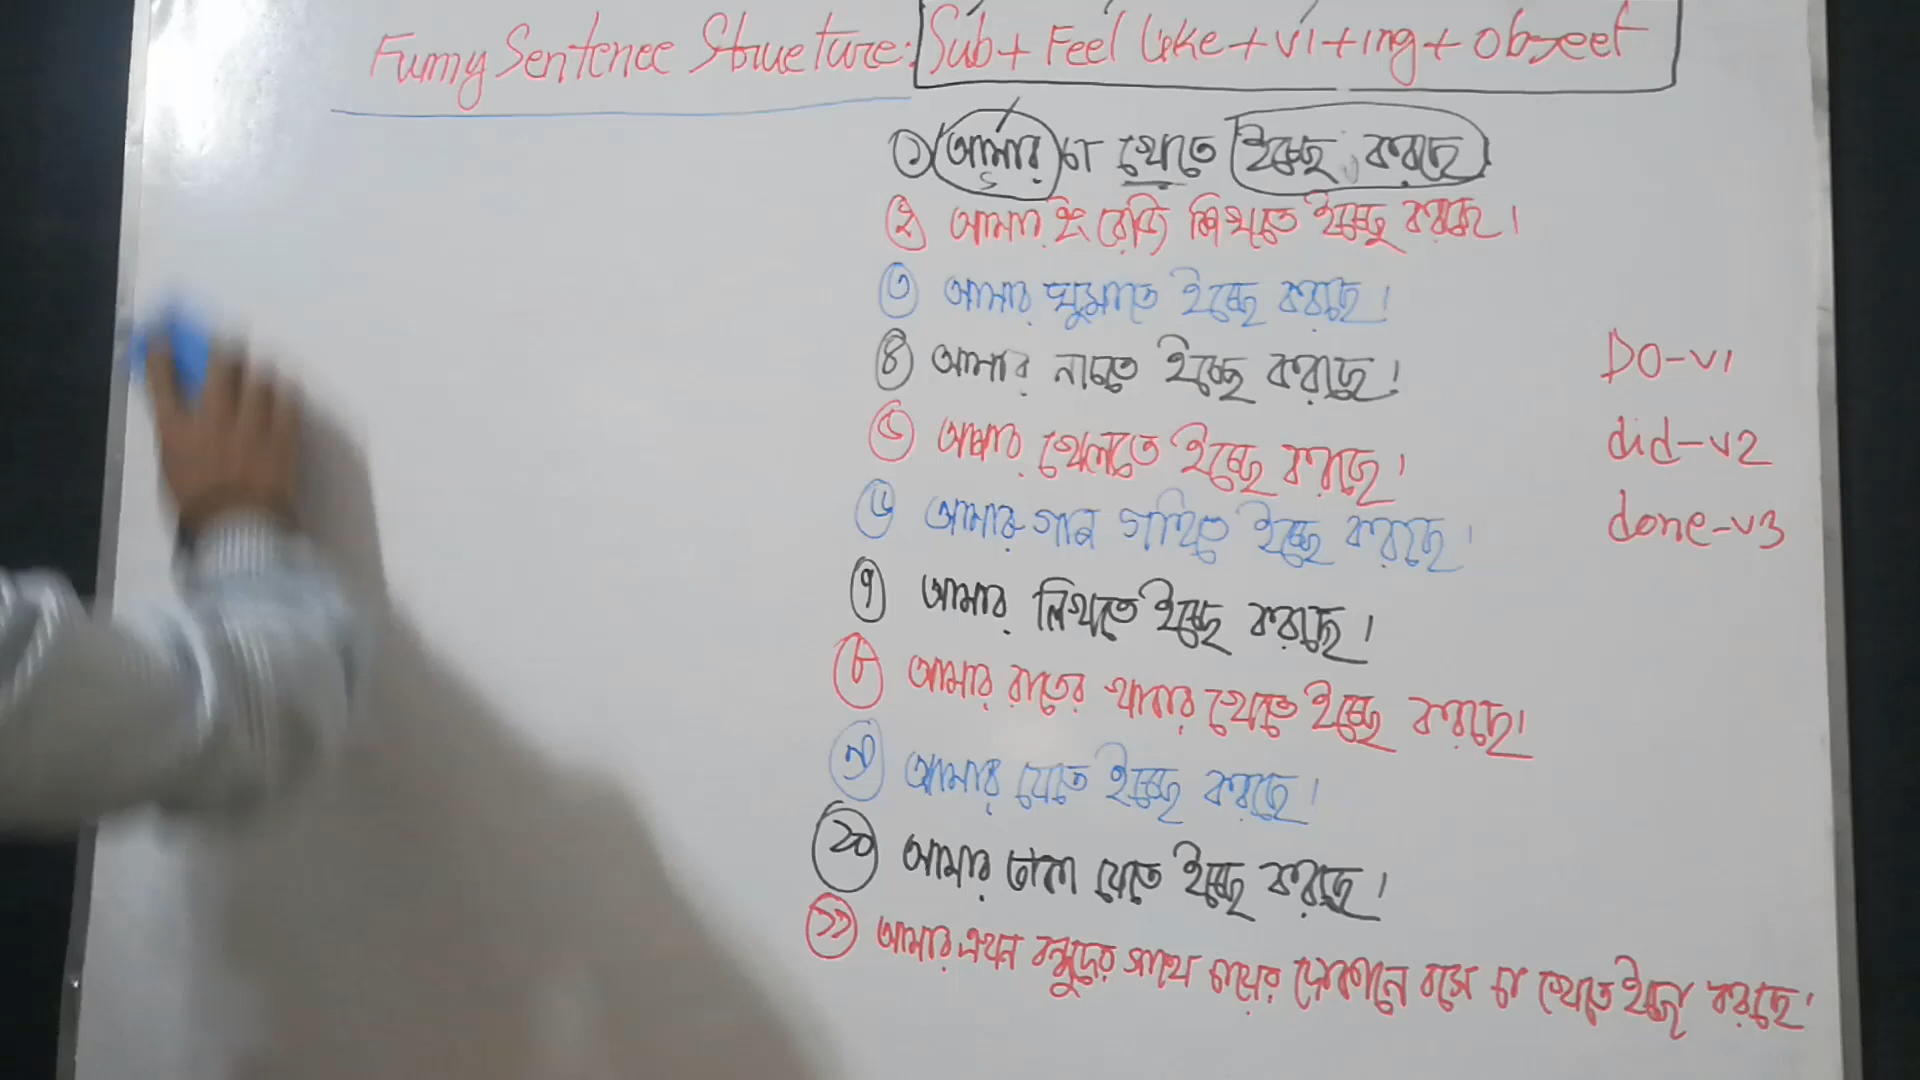 Funny Sentence Structure: Sub + Feel like + v1 + ing + object
১ আমার চা খেতে ইচ্ছে করছে
২ আমার ইংরেজি শিখতে ইচ্ছে করছে।
৩ আমার ঘুমাতে ইচ্ছে করছে।
৪ আমার নাচতে ইচ্ছে করছে।
৫ আমার খেলতে ইচ্ছে করছে।
৬ আমার গান গাইতে ইচ্ছে করছে।
৭ আমার লিখতে ইচ্ছে করছে।
৮ আমার রাতের খাবার খেতে ইচ্ছে করছে।
৯ আমার যেতে ইচ্ছে করছে।
১০ আমার ঢাকা যেতে ইচ্ছে করছে।
১১ আমার এখন বন্ধুদের সাথে চায়ের দোকানে বসে চা খেতে ইচ্ছে করছে।
Do-v1
did-v2
done-v3